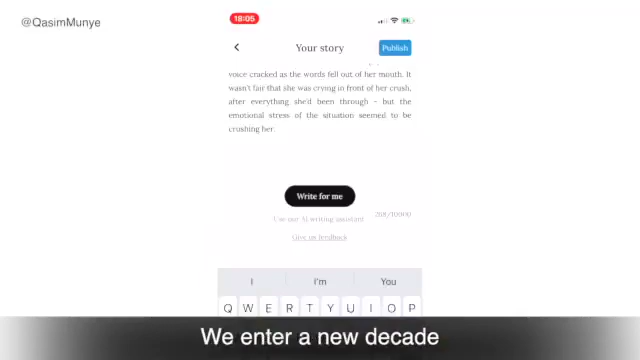 @QasimMunye
18:05
Your story
Publish
voice cracked as the words fell out of her mouth. It
wasn't fair that she was crying in front of her crush,
after everything she'd been through - but the
emotional stress of the situation seemed to be
crushing her.
Write for me
Use our AI writing assistant
Give us feedback
I I'm You
Q W E R T Y U I O P
We enter a new decade